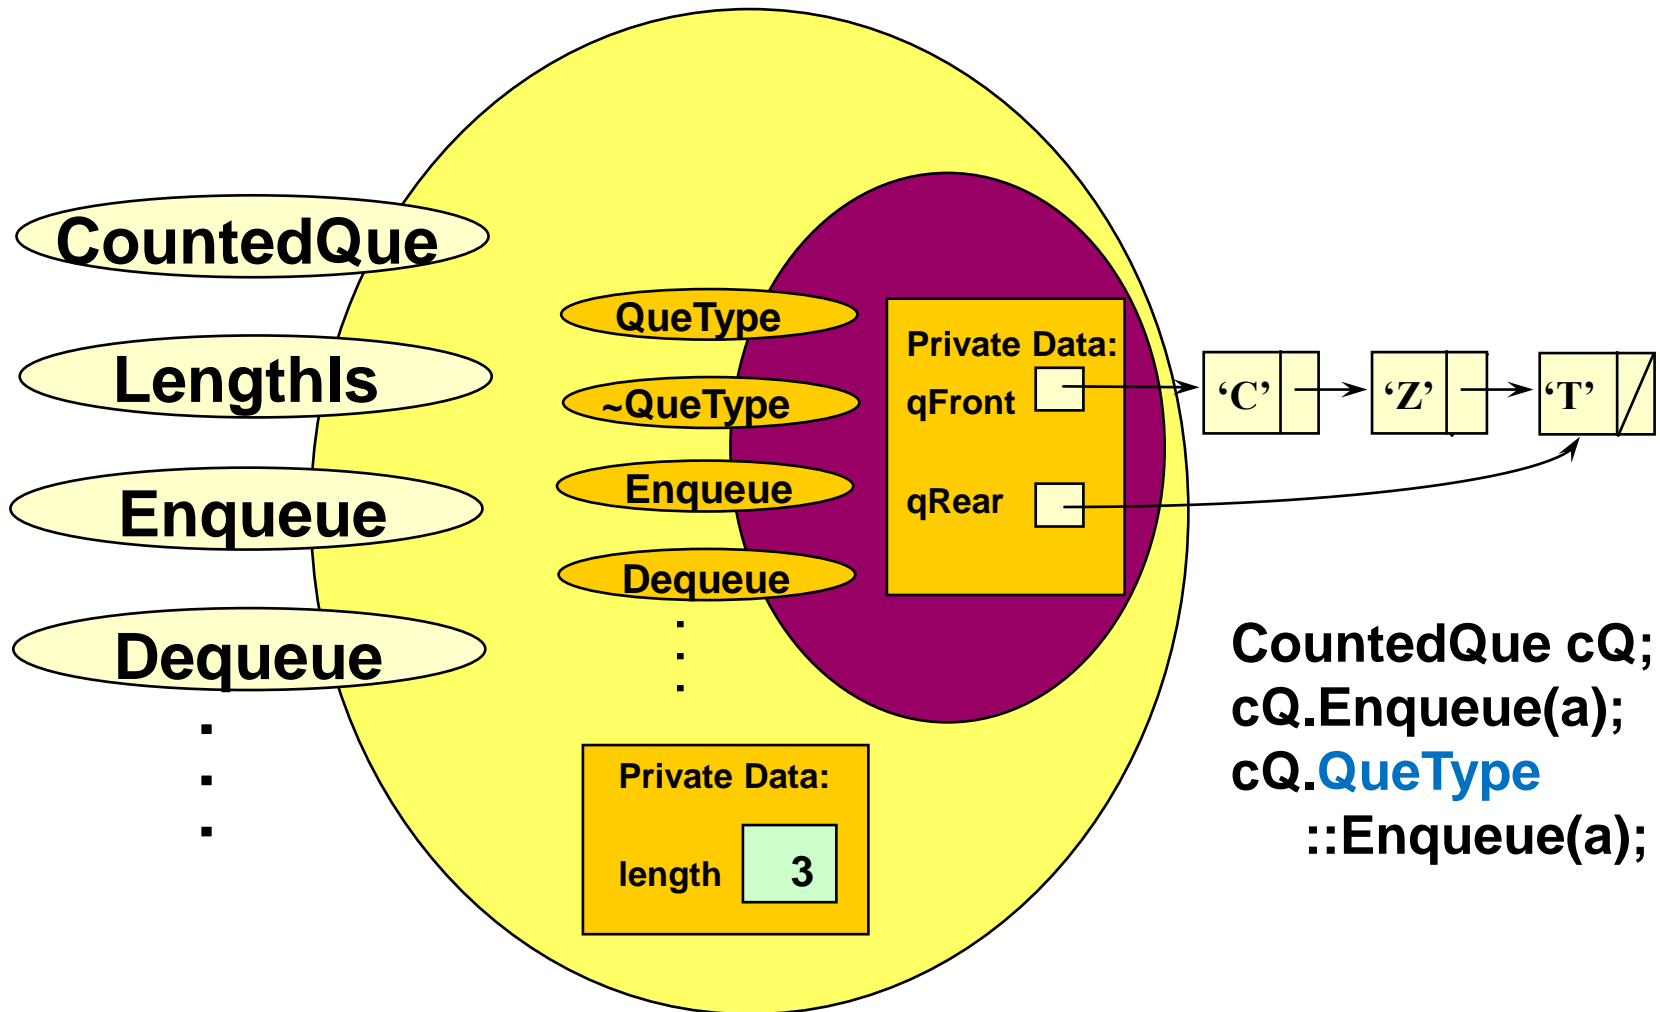 CountedQue
LengthIs
Enqueue
Dequeue
.
.
.
QueType
~QueType
Enqueue
Dequeue
.
.
.
Private Data:
qFront
qRear
Private Data:
length 3
‘C’ ‘Z’ ‘T’
CountedQue cQ;
cQ.Enqueue(a);
cQ.QueType
::Enqueue(a);